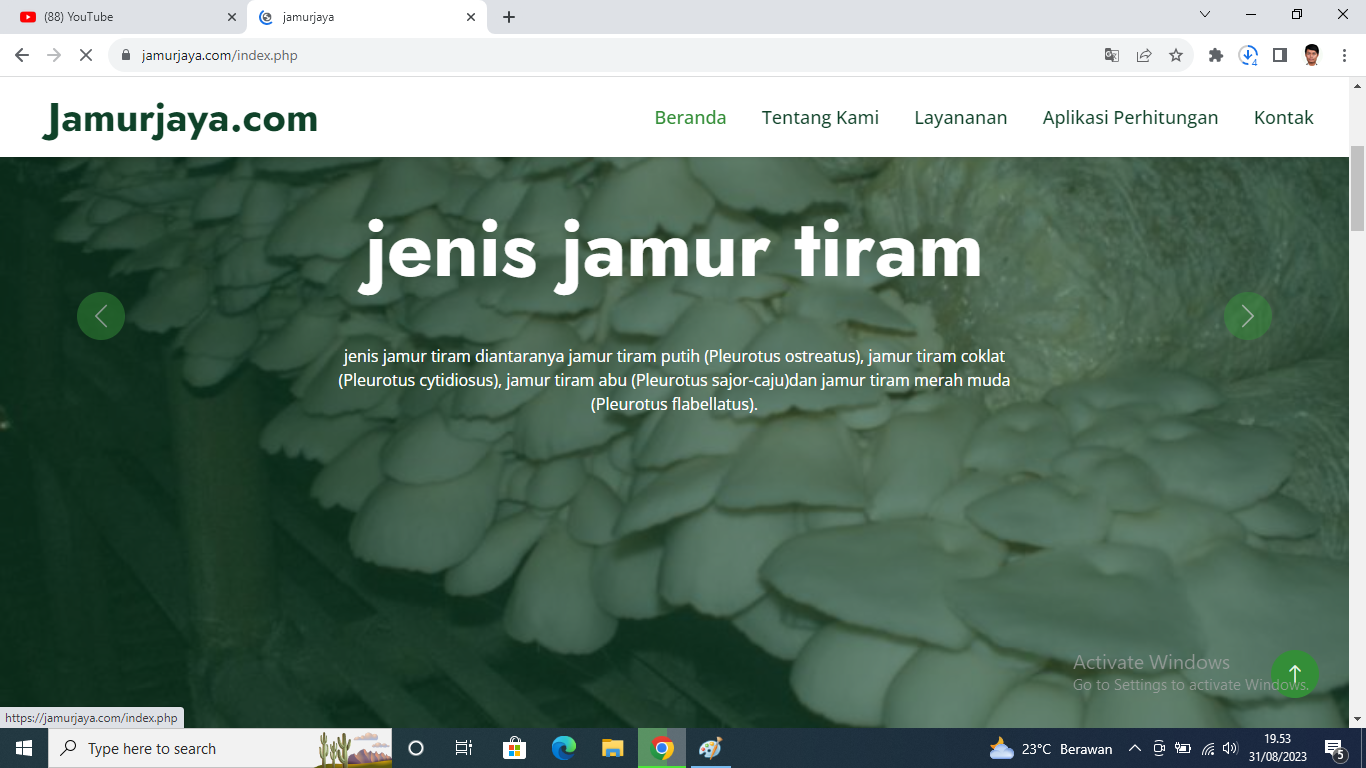 (88) YouTube
jamurjaya
jamurjaya.com/index.php
4
Jamurjaya.com
Beranda
Tentang Kami
Layananan
Aplikasi Perhitungan
Kontak
jenis jamur tiram
jenis jamur tiram diantaranya jamur tiram putih (Pleurotus ostreatus), jamur tiram coklat
(Pleurotus cytidiosus), jamur tiram abu (Pleurotus sajor-caju)dan jamur tiram merah muda
(Pleurotus flabellatus).
Activate Windows
Go to Settings to activate Windows.
https://jamurjaya.com/index.php
Type here to search
23°C Berawan
19.53
31/08/2023
5